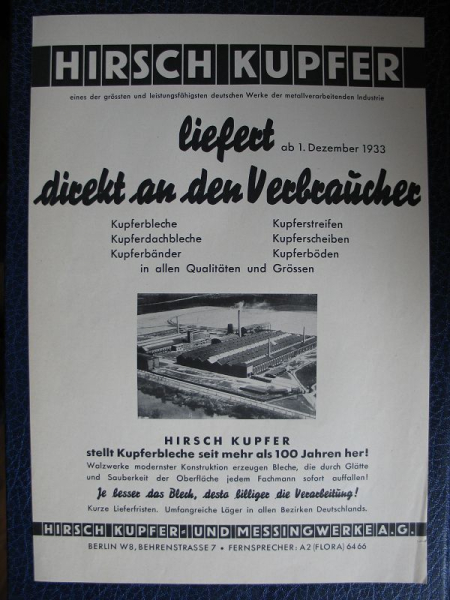 HIRSCH KUPFER
eines der grössten und leistungsfähigsten deutschen Werke der metallverarbeitenden Industrie
liefert
ab 1. Dezember 1933
direkt an den Verbraucher
Kupferbleche Kupferstreifen
Kupferdachbleche Kupferscheiben
Kupferbänder Kupferböden
in allen Qualitäten und Grössen
HIRSCH KUPFER
stellt Kupferbleche seit mehr als 100 Jahren her!
Walzwerke modernster Konstruktion erzeugen Bleche, die durch Glätte
und Sauberkeit der Oberfläche jedem Fachmann sofort auffallen!
Je besser das Blech, desto billiger die Verarbeitung!
Kurze Lieferfristen. Umfangreiche Läger in allen Bezirken Deutschlands.
HIRSCH KUPFER- UND MESSINGWERKE A.G.
BERLIN W8, BEHRENSTRASSE 7 • FERNSPRECHER: A2 (FLORA) 6466